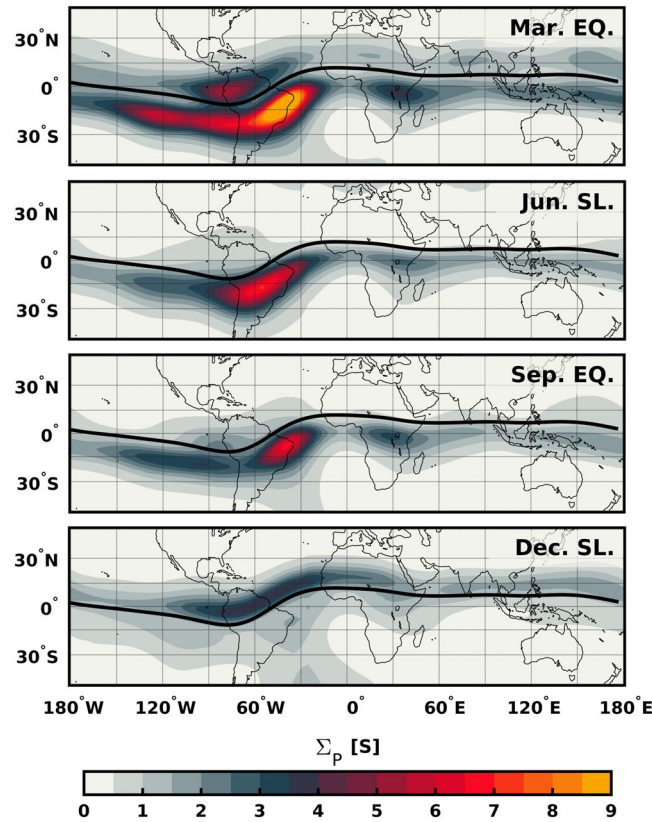 Mar. EQ.
30°N
0°
30°S
Jun. SL.
30°N
0°
30°S
Sep. EQ.
30°N
0°
30°S
Dec. SL.
30°N
0°
30°S
180°W 120°W 60°W 0° 60°E 120°E 180°E
Σ_P [S]
0 1 2 3 4 5 6 7 8 9